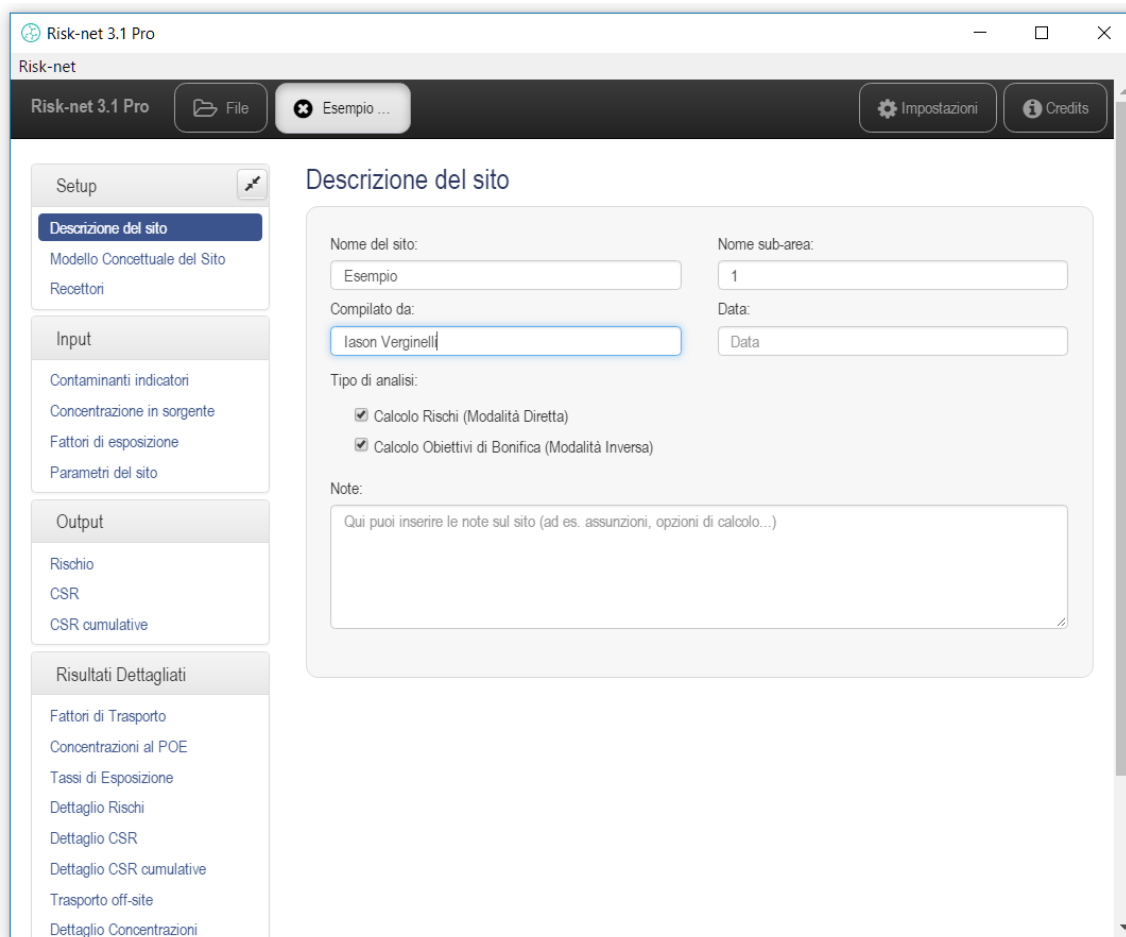 Risk-net 3.1 Pro
Risk-net
Risk-net 3.1 Pro
File
Esempio ...
Impostazioni
Credits
Setup
Descrizione del sito
Modello Concettuale del Sito
Recettori
Input
Contaminanti indicatori
Concentrazione in sorgente
Fattori di esposizione
Parametri del sito
Output
Rischio
CSR
CSR cumulative
Risultati Dettagliati
Fattori di Trasporto
Concentrazioni al POE
Tassi di Esposizione
Dettaglio Rischi
Dettaglio CSR
Dettaglio CSR cumulative
Trasporto off-site
Dettaglio Concentrazioni
Descrizione del sito
Nome del sito:
Esempio
Nome sub-area:
1
Compilato da:
Iason Verginelli
Data:
Data
Tipo di analisi:
Calcolo Rischi (Modalità Diretta)
Calcolo Obiettivi di Bonifica (Modalità Inversa)
Note:
Qui puoi inserire le note sul sito (ad es. assunzioni, opzioni di calcolo...)